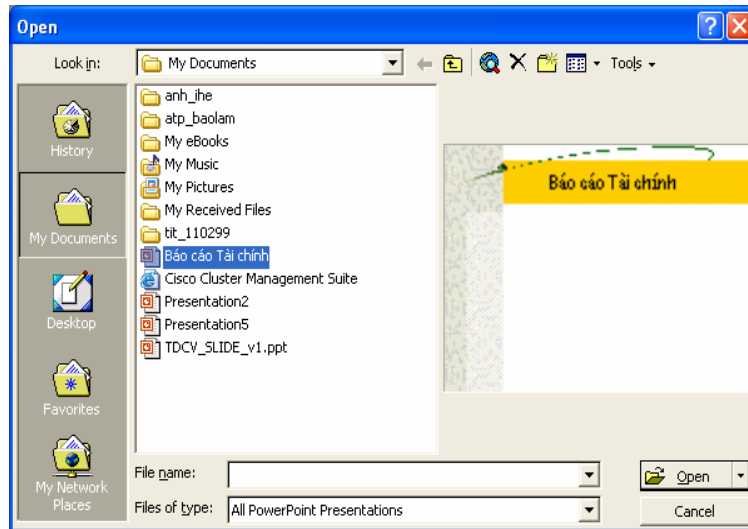 Open
Look in:
My Documents
Tools
History
My Documents
Desktop
Favorites
My Network
Places
anh_jhe
atp_baolam
My eBooks
My Music
My Pictures
My Received Files
tit_110299
Báo cáo Tài chính
Cisco Cluster Management Suite
Presentation2
Presentation5
TDCV_SLIDE_v1.ppt
Báo cáo Tài chính
File name:
Open
Files of type:
All PowerPoint Presentations
Cancel